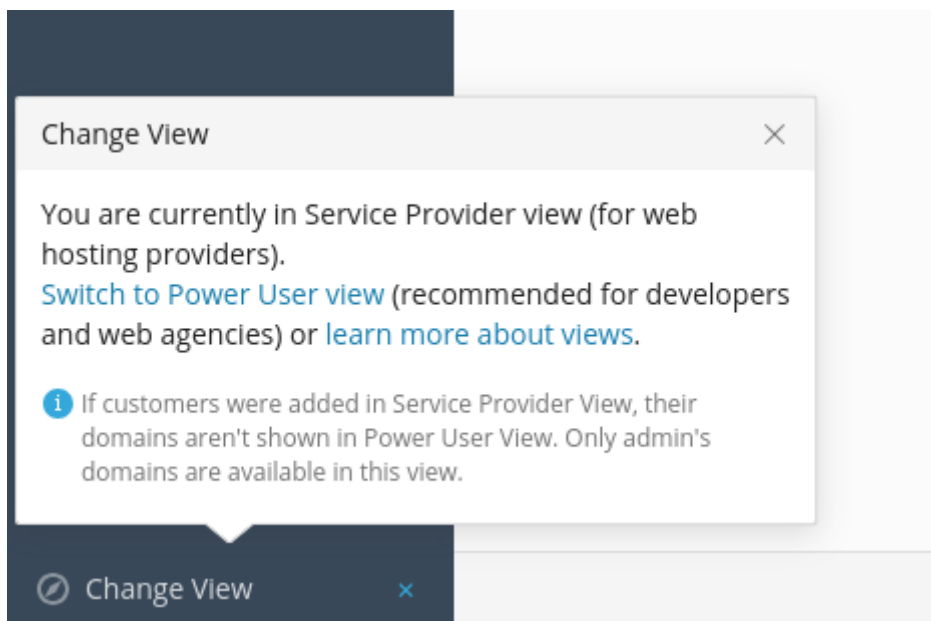 Change View
You are currently in Service Provider view (for web
hosting providers).
Switch to Power User view (recommended for developers
and web agencies) or learn more about views.
If customers were added in Service Provider View, their
domains aren't shown in Power User View. Only admin's
domains are available in this view.
Change View